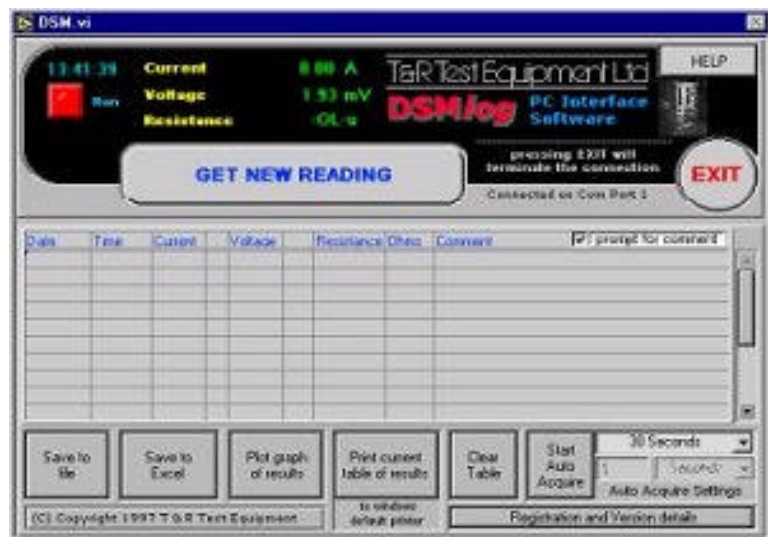 DSM.vi
13:41:39
Run
Current 0.00 A
Voltage 1.93 mV
Resistance
T&R Test Equipment Ltd
DSMlog PC Interface Software
HELP
GET NEW READING
pressing EXIT will
terminate the connection
EXIT
Connected on Com Port 1
Date Time Current Voltage Resistance Ohms Comment
prompt for comment
Save to file
Save to Excel
Plot graph of results
Print current table of results
to windows default printer
Clear Table
Start Auto Acquire
30 Seconds
1 Seconds
Auto Acquire Settings
(C) Copyright 1997 T & R Test Equipment
Registration and Version details